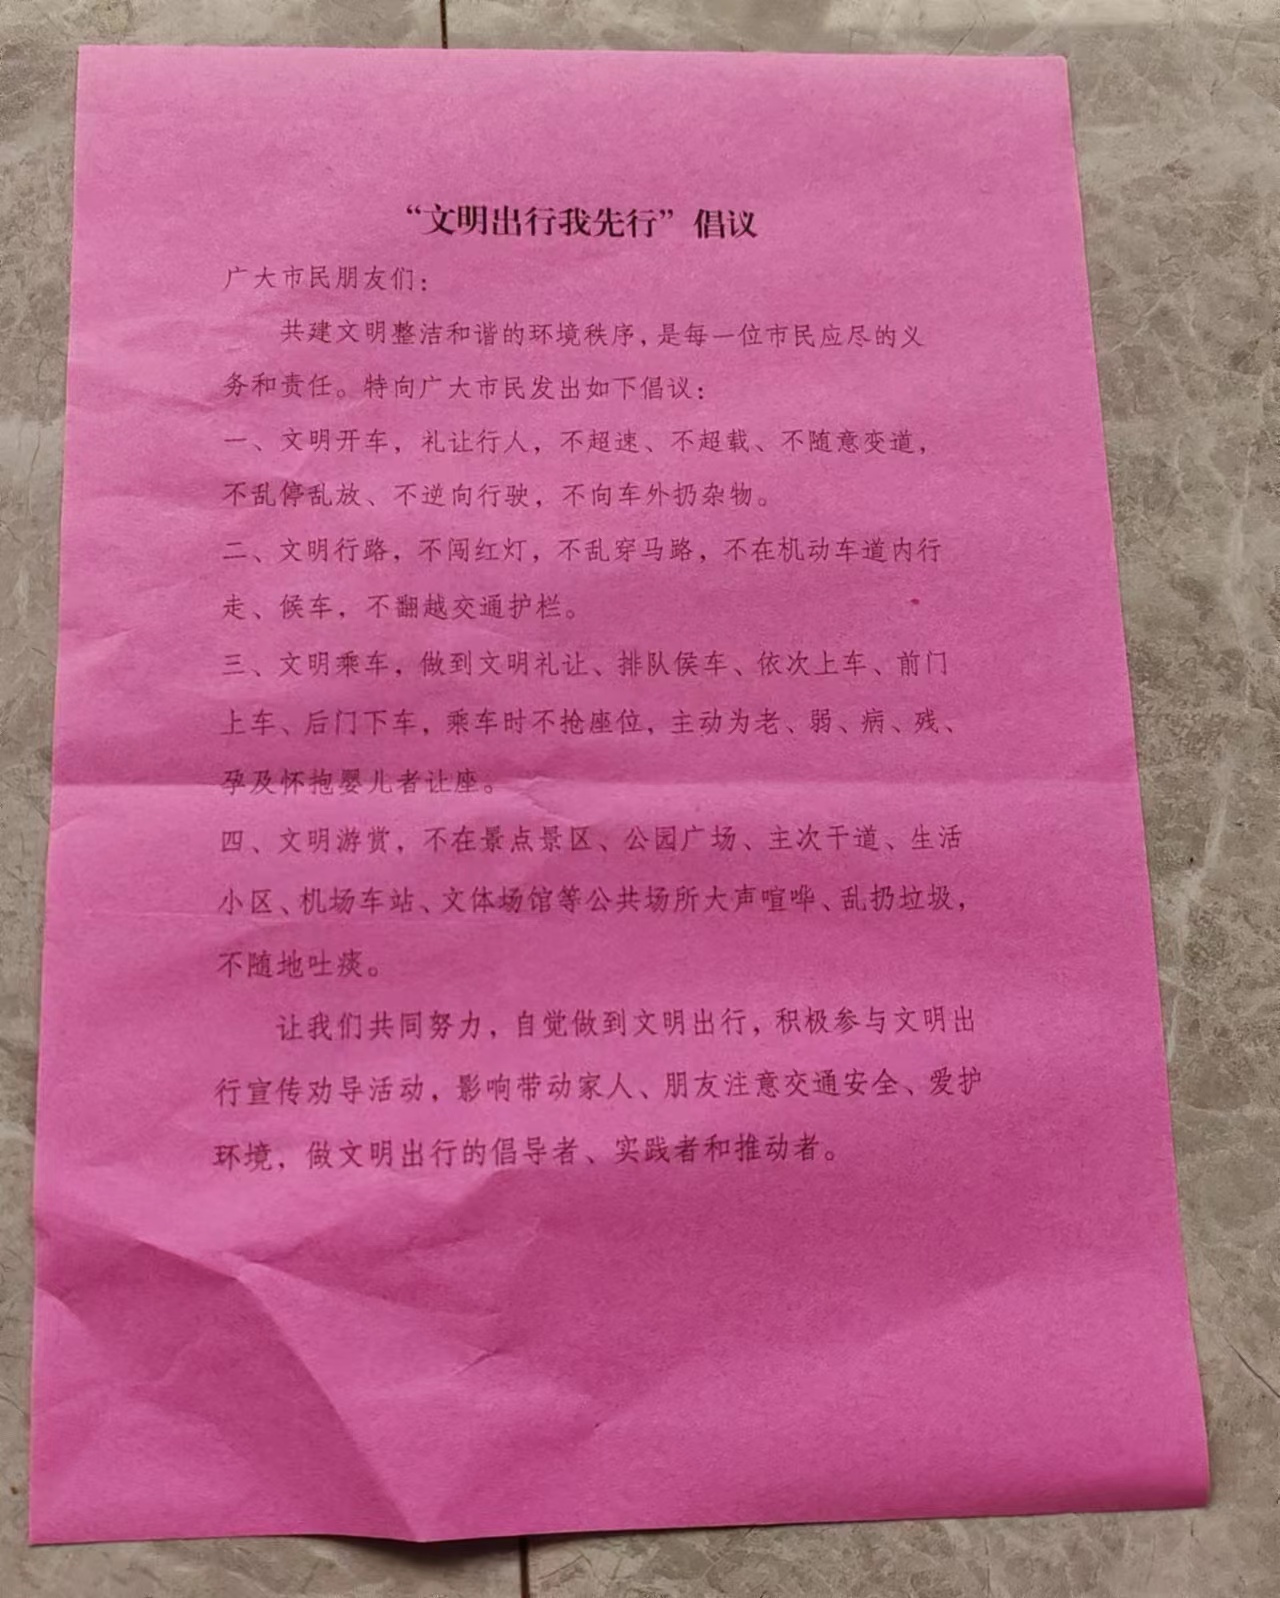 “文明出行我先行”倡议
广大市民朋友们：
共建文明整洁和谐的环境秩序，是每一位市民应尽的义
务和责任。特向广大市民发出如下倡议：
一、文明开车，礼让行人，不超速、不超载、不随意变道，
不乱停乱放、不逆向行驶，不向车外扔杂物。
二、文明行路，不闯红灯，不乱穿马路，不在机动车道内行
走、候车，不翻越交通护栏。
三、文明乘车，做到文明礼让、排队侯车、依次上车、前门
上车、后门下车，乘车时不抢座位，主动为老、弱、病、残、
孕及怀抱婴儿者让座。
四、文明游赏，不在景点景区、公园广场、主次干道、生活
小区、机场车站、文体场馆等公共场所大声喧哗、乱扔垃圾，
不随地吐痰。
让我们共同努力，自觉做到文明出行，积极参与文明出
行宣传劝导活动，影响带动家人、朋友注意交通安全、爱护
环境，做文明出行的倡导者、实践者和推动者。